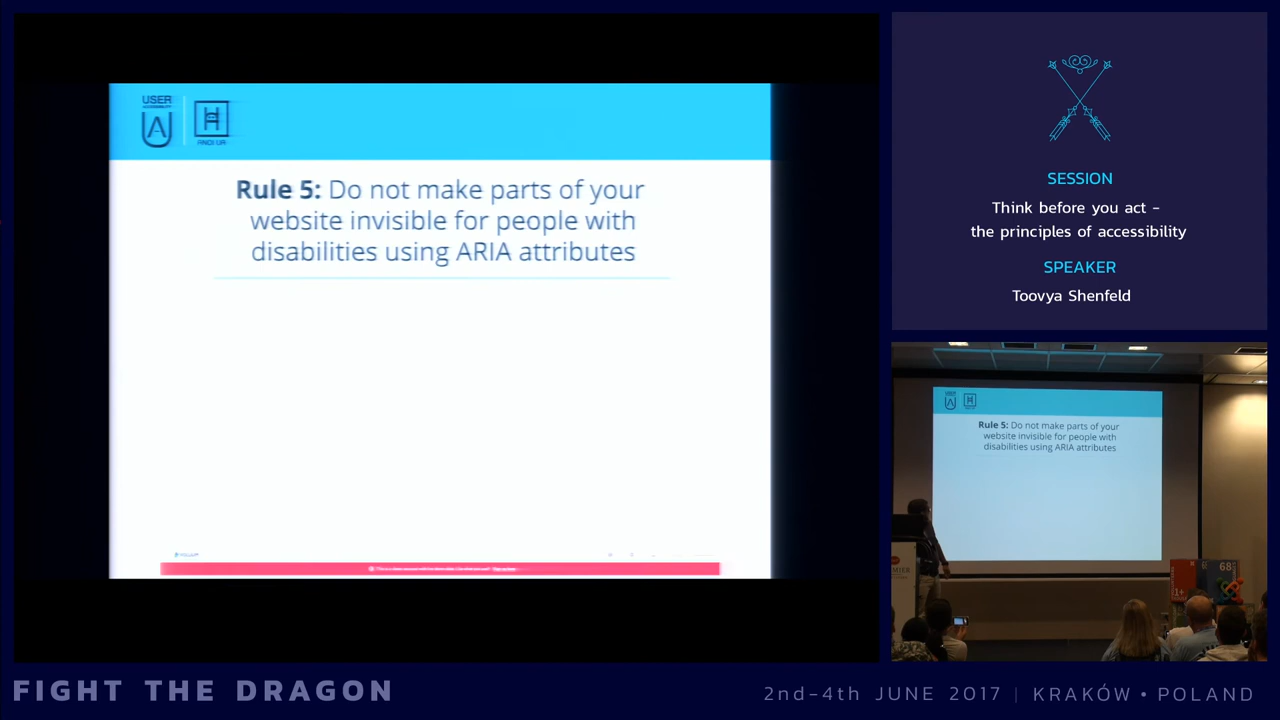 USER
ACCESSIBILITY
Rule 5: Do not make parts of your
website invisible for people with
disabilities using ARIA attributes
SESSION
Think before you act -
the principles of accessibility
SPEAKER
Toovya Shenfeld
Rule 5: Do not make parts of your
website invisible for people with
disabilities using ARIA attributes
68
FIGHT THE DRAGON
2nd-4th JUNE 2017 | KRAKÓW • POLAND